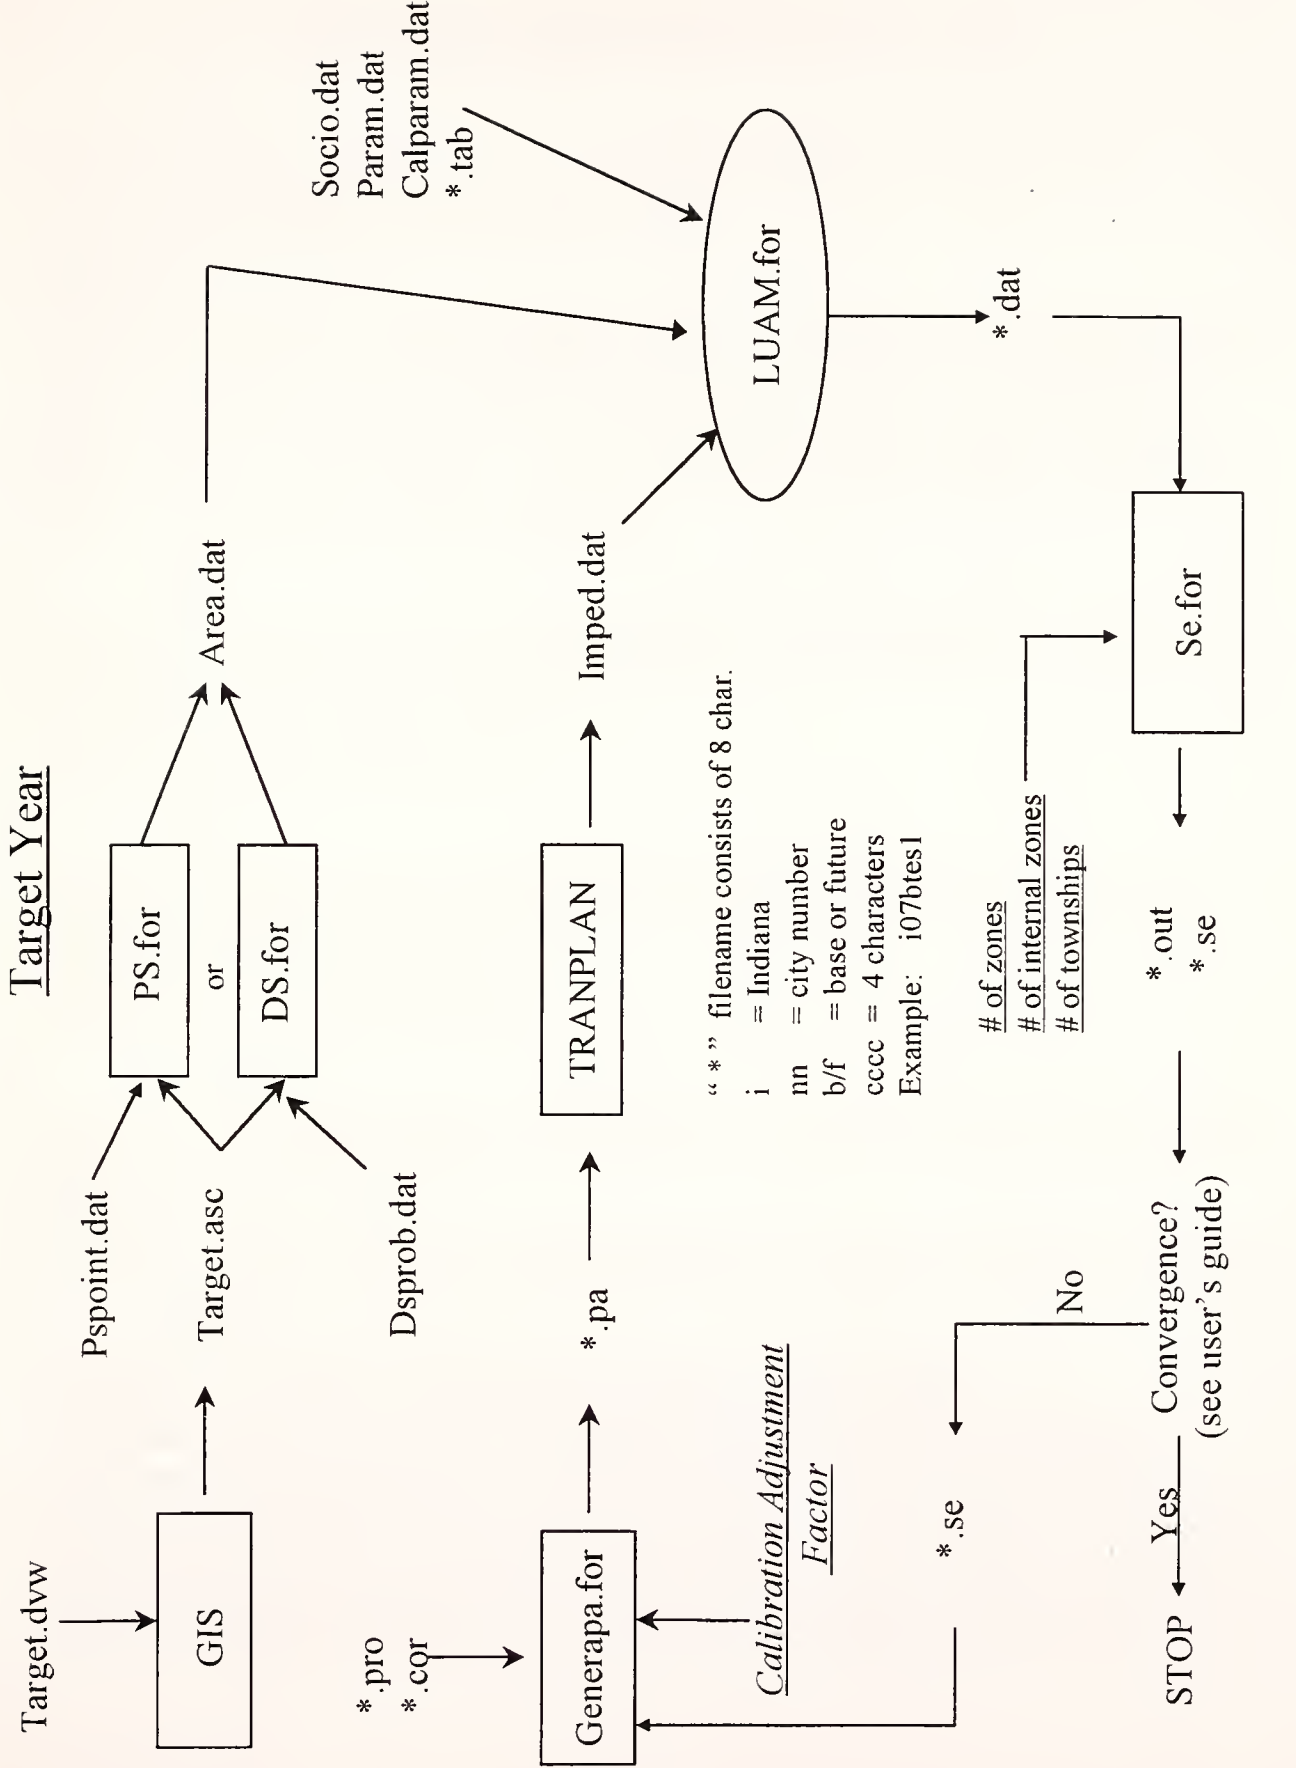 Target Year
Target.dvw
GIS
Pspoint.dat
Target.asc
Dsprob.dat
PS.for
or
DS.for
Area.dat
Socio.dat
Param.dat
Calparam.dat
*.tab
*.pro
*.cor
Generapa.for
*.pa
TRANPLAN
Imped.dat
LUAM.for
Calibration Adjustment
Factor
“ * ” filename consists of 8 char.
i = Indiana
nn = city number
b/f = base or future
cccc = 4 characters
Example: i07btes1
*.dat
*.se
No
# of zones
# of internal zones
# of townships
STOP
Yes
Convergence?
(see user's guide)
*.out
*.se
Se.for